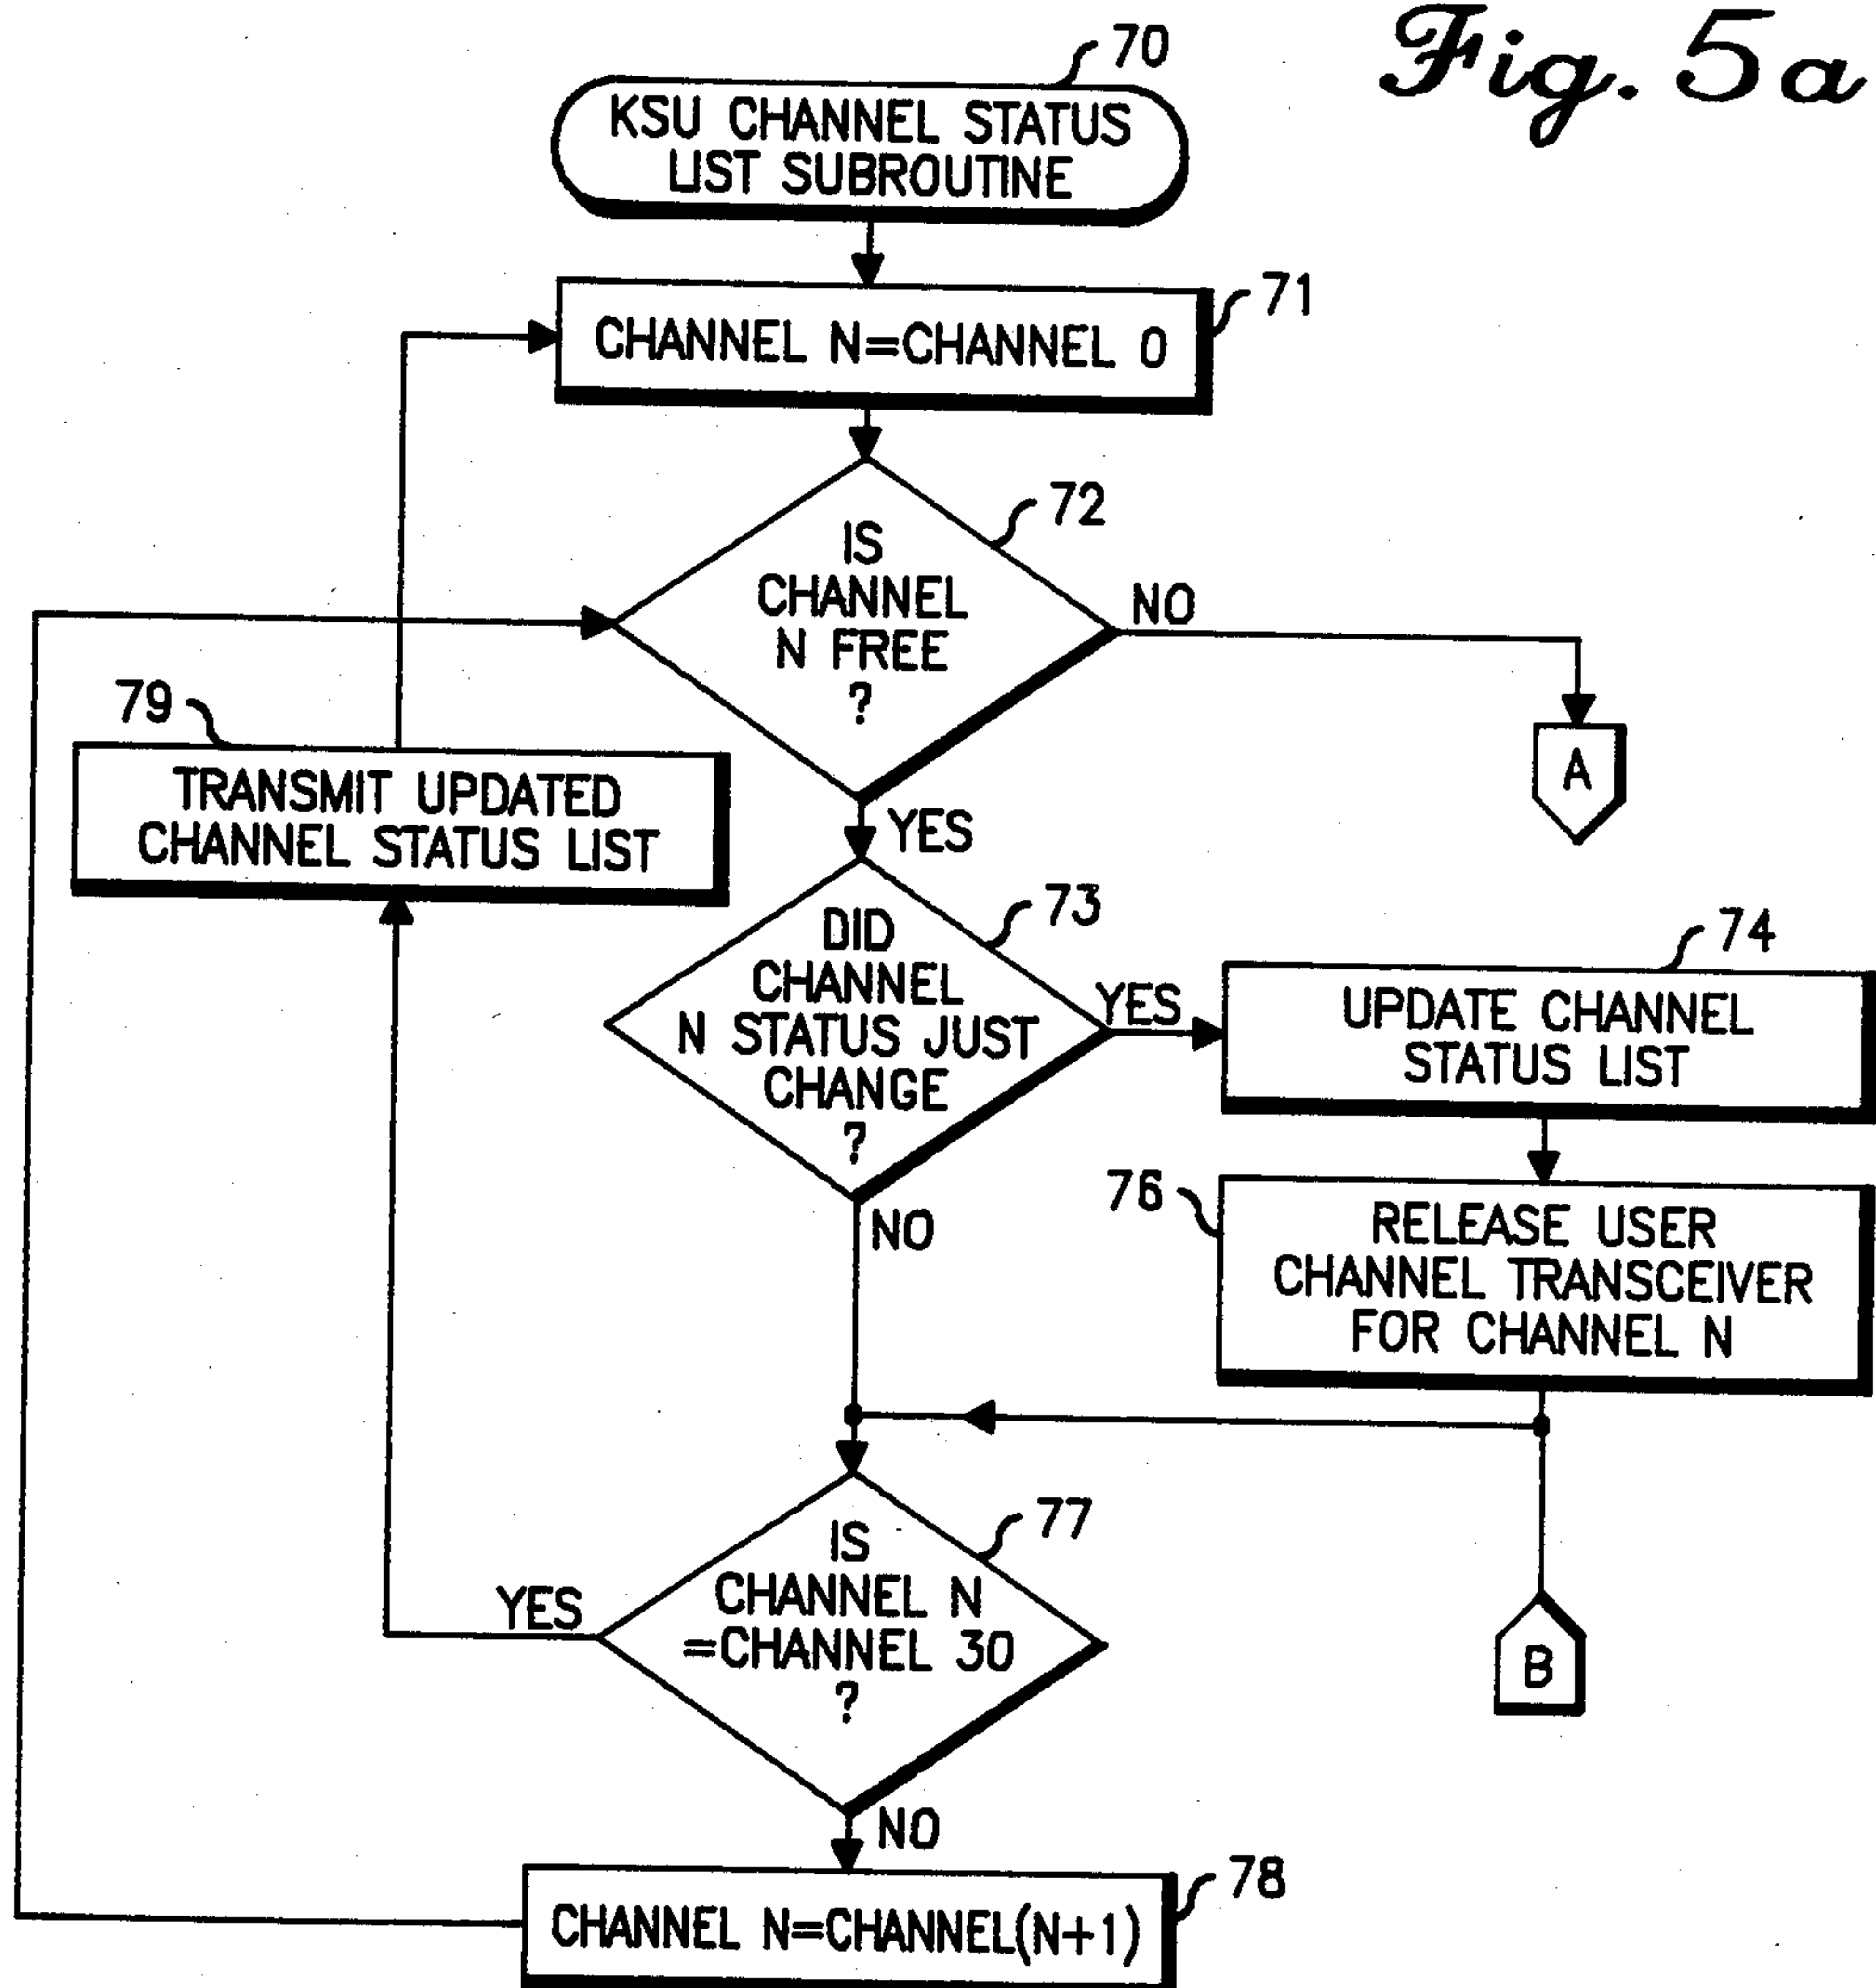 Fig. 5a
70
KSU CHANNEL STATUS
LIST SUBROUTINE
71
CHANNEL N=CHANNEL 0
72
IS
CHANNEL
N FREE
?
NO
A
YES
79
TRANSMIT UPDATED
CHANNEL STATUS LIST
73
DID
CHANNEL
N STATUS JUST
CHANGE
?
YES
74
UPDATE CHANNEL
STATUS LIST
NO
76
RELEASE USER
CHANNEL TRANSCEIVER
FOR CHANNEL N
77
IS
CHANNEL N
=CHANNEL 30
?
YES
B
NO
78
CHANNEL N=CHANNEL(N+1)